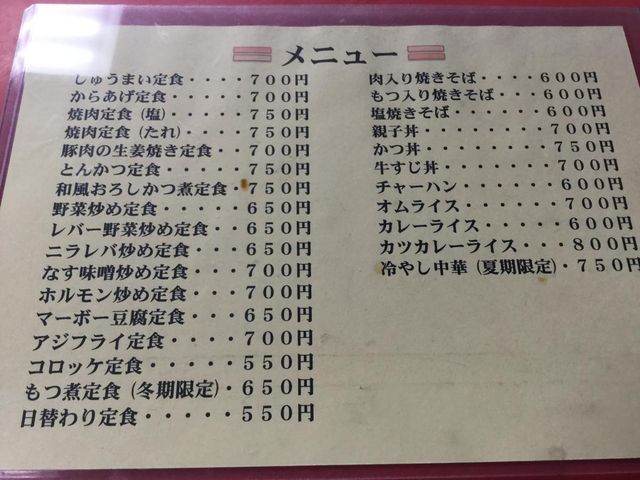 メニュー
しゅうまい定食・・・・700円
からあげ定食・・・・・700円
焼肉定食（塩）・・・・750円
焼肉定食（たれ）・・・750円
豚肉の生姜焼き定食・・700円
とんかつ定食・・・・・750円
和風おろしかつ煮定食・750円
野菜炒め定食・・・・・650円
レバー野菜炒め定食・・650円
ニラレバ炒め定食・・・650円
なす味噌炒め定食・・・700円
ホルモン炒め定食・・・700円
マーボー豆腐定食・・・650円
アジフライ定食・・・・700円
コロッケ定食・・・・・550円
もつ煮定食（冬期限定）・650円
日替わり定食・・・・・550円
肉入り焼きそば・・・・600円
もつ入り焼きそば・・・600円
塩焼きそば・・・・・・600円
親子丼・・・・・・・・700円
かつ丼・・・・・・・・750円
牛すじ丼・・・・・・・700円
チャーハン・・・・・・600円
オムライス・・・・・・700円
カレーライス・・・・・600円
カツカレーライス・・・800円
冷やし中華（夏期限定）・750円